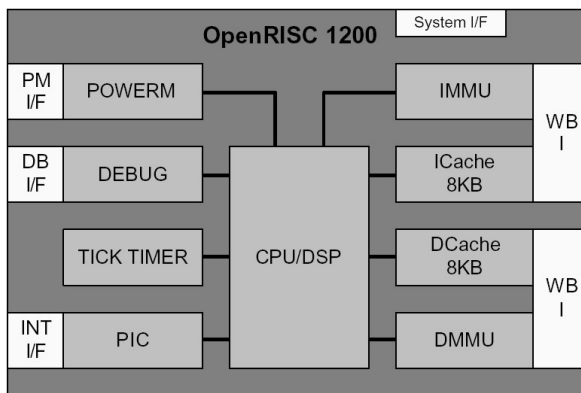 System I/F
OpenRISC 1200
PM
I/F
POWERM
IMMU
WB
I
DB
I/F
DEBUG
ICache
8KB
TICK TIMER
CPU/DSP
DCache
8KB
WB
I
INT
I/F
PIC
DMMU